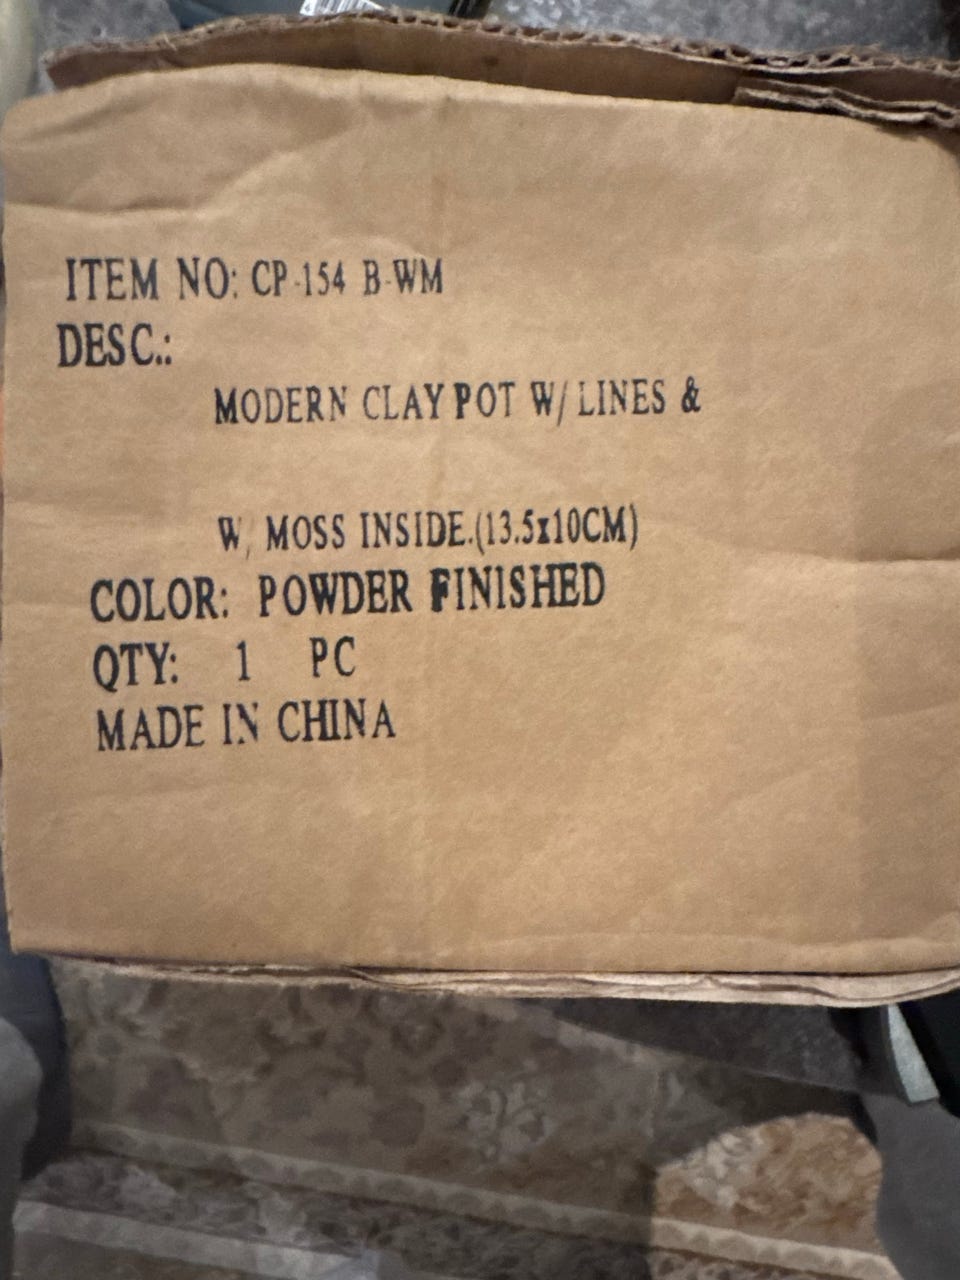 ITEM NO: CP-154 B-WM
DESC.:
MODERN CLAY POT W/ LINES &
W/ MOSS INSIDE.(13.5x10CM)
COLOR: POWDER FINISHED
QTY: 1 PC
MADE IN CHINA